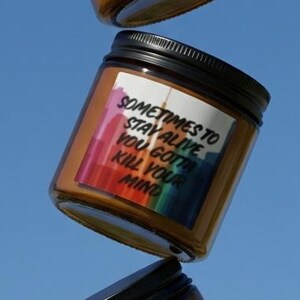 SOMETIMES TO
STAY ALIVE
YOU GOTTA
KILL YOUR
MIND